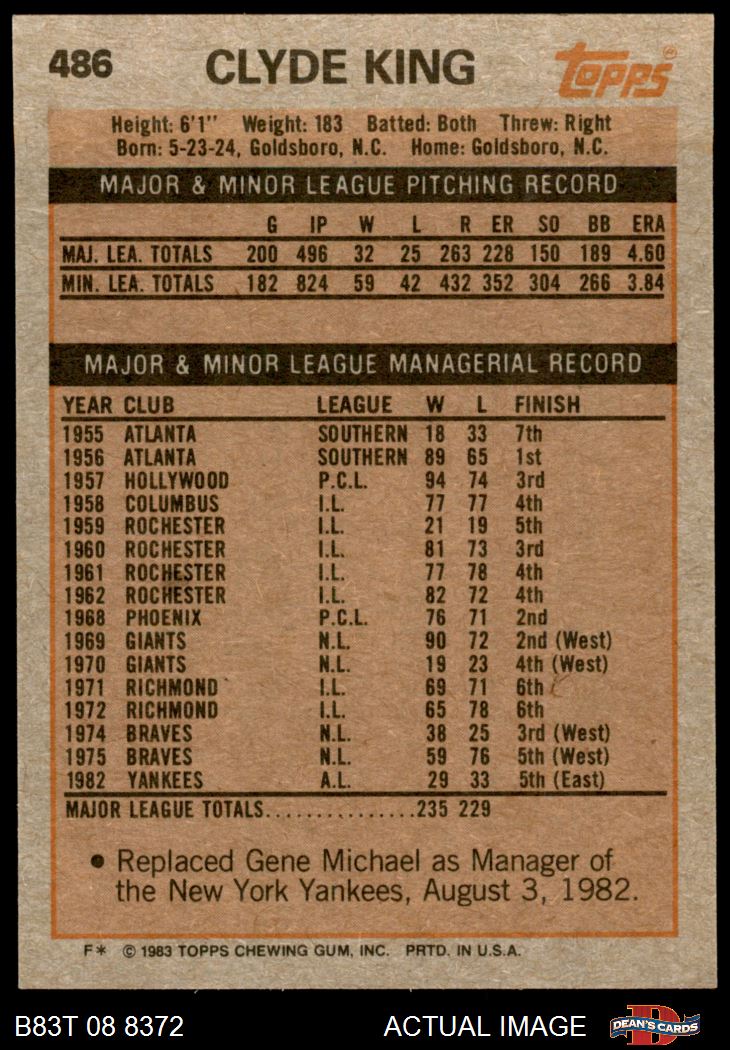 486 CLYDE KING Topps®
Height: 6'1" Weight: 183 Batted: Both Threw: Right
Born: 5-23-24, Goldsboro, N.C. Home: Goldsboro, N.C.
MAJOR & MINOR LEAGUE PITCHING RECORD
G IP W L R ER SO BB ERA
MAJ. LEA. TOTALS 200 496 32 25 263 228 150 189 4.60
MIN. LEA. TOTALS 182 824 59 42 432 352 304 266 3.84
MAJOR & MINOR LEAGUE MANAGERIAL RECORD
YEAR CLUB LEAGUE W L FINISH
1955 ATLANTA SOUTHERN 18 33 7th
1956 ATLANTA SOUTHERN 89 65 1st
1957 HOLLYWOOD P.C.L. 94 74 3rd
1958 COLUMBUS I.L. 77 77 4th
1959 ROCHESTER I.L. 21 19 5th
1960 ROCHESTER I.L. 81 73 3rd
1961 ROCHESTER I.L. 77 78 4th
1962 ROCHESTER I.L. 82 72 4th
1968 PHOENIX P.C.L. 76 71 2nd
1969 GIANTS N.L. 90 72 2nd (West)
1970 GIANTS N.L. 19 23 4th (West)
1971 RICHMOND I.L. 69 71 6th
1972 RICHMOND I.L. 65 78 6th
1974 BRAVES N.L. 38 25 3rd (West)
1975 BRAVES N.L. 59 76 5th (West)
1982 YANKEES A.L. 29 33 5th (East)
MAJOR LEAGUE TOTALS...............235 229
• Replaced Gene Michael as Manager of
the New York Yankees, August 3, 1982.
F* © 1983 TOPPS CHEWING GUM, INC. PRTD. IN U.S.A.
B83T 08 8372 ACTUAL IMAGE D DEAN'S CARDS